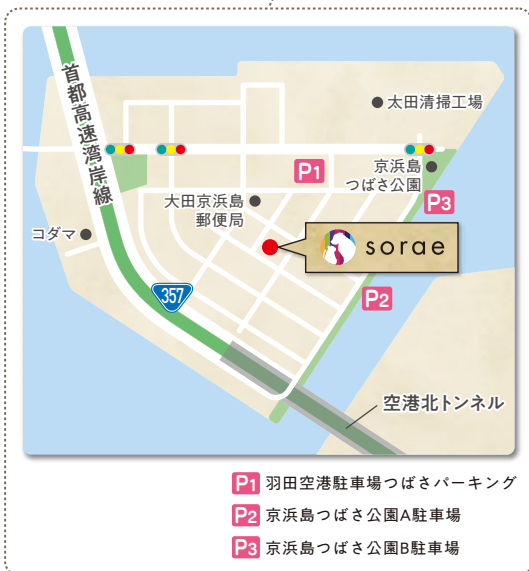 首都高速湾岸線
太田清掃工場
P1
京浜島
つばさ公園
大田京浜島
郵便局
P3
コダマ
sorae
357
P2
空港北トンネル
P1 羽田空港駐車場つばさパーキング
P2 京浜島つばさ公園A駐車場
P3 京浜島つばさ公園B駐車場